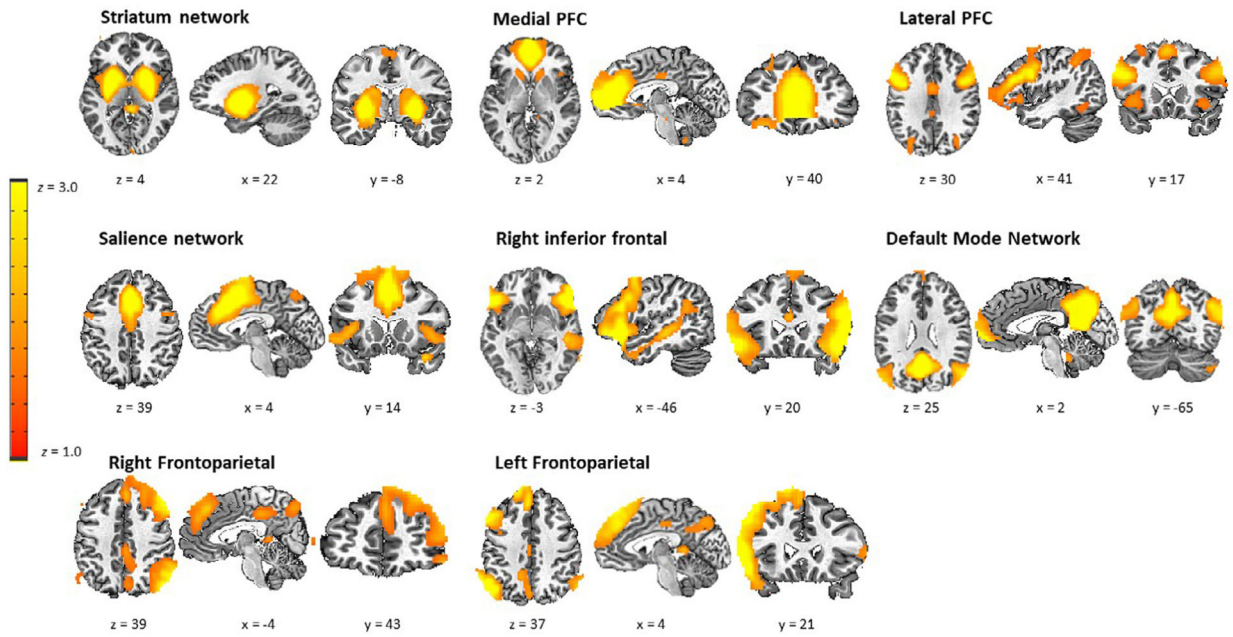 Striatum network
Medial PFC
Lateral PFC
z = 4
x = 22
y = -8
z = 2
x = 4
y = 40
z = 30
x = 41
y = 17
z = 3.0
z = 1.0
Salience network
Right inferior frontal
Default Mode Network
z = 39
x = 4
y = 14
z = -3
x = -46
y = 20
z = 25
x = 2
y = -65
Right Frontoparietal
Left Frontoparietal
z = 39
x = -4
y = 43
z = 37
x = 4
y = 21